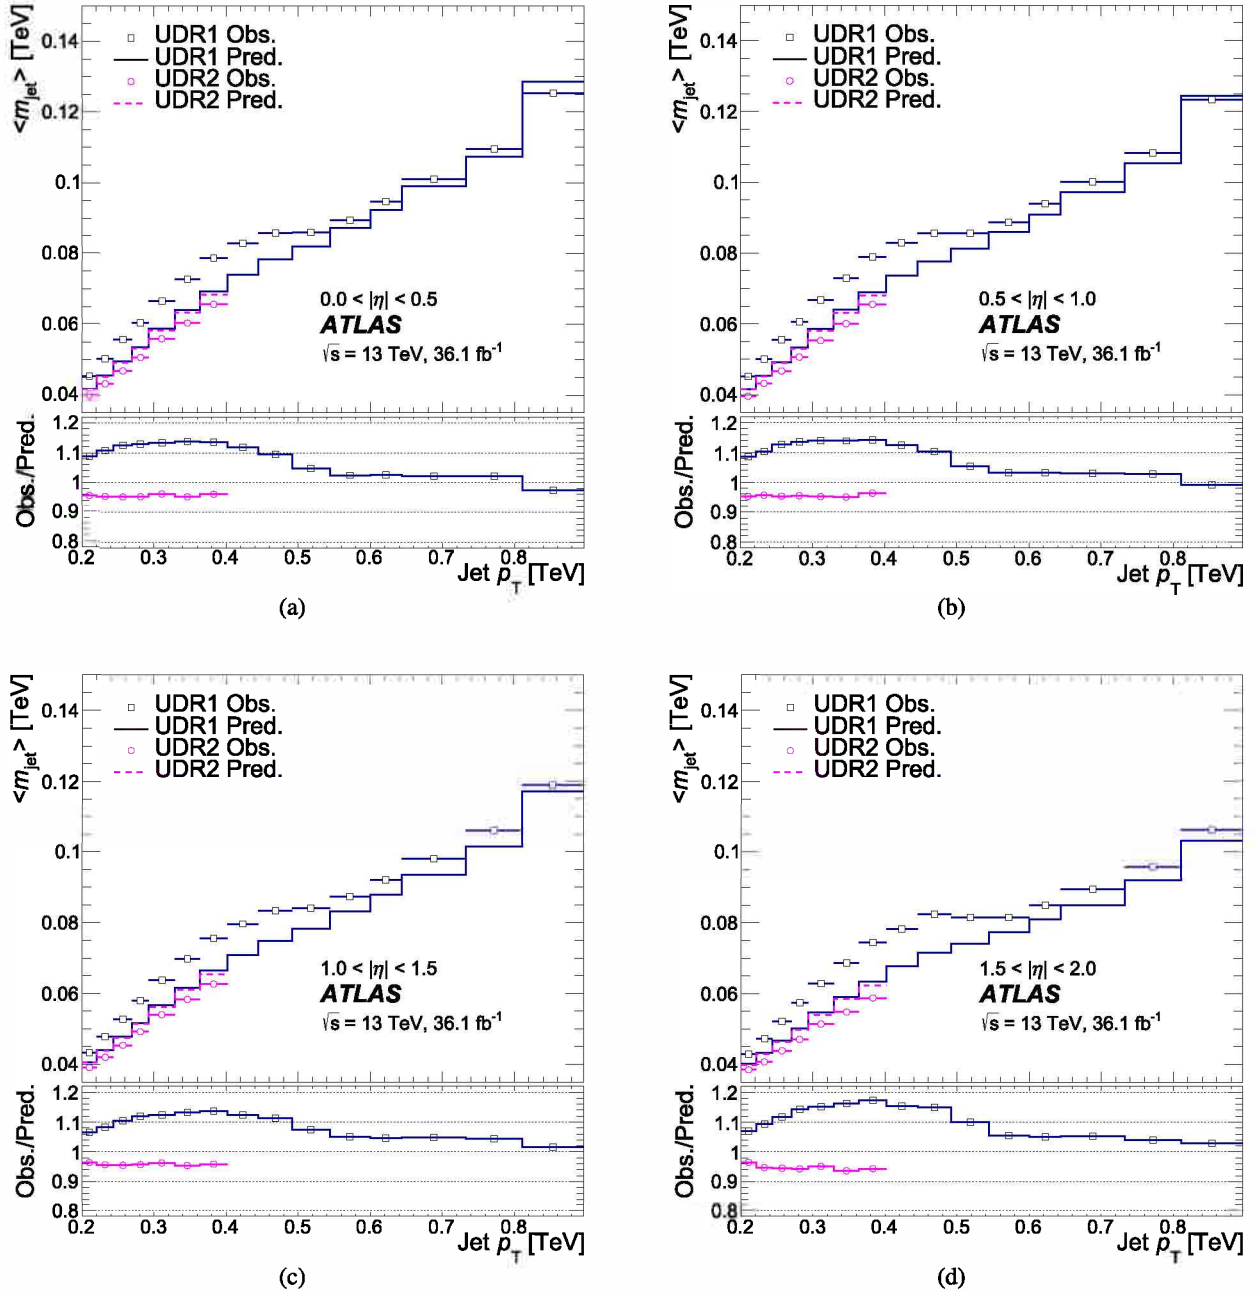 <m_jet> [TeV]
0.14
0.12
0.1
0.08
0.06
0.04
UDR1 Obs.
UDR1 Pred.
UDR2 Obs.
UDR2 Pred.
0.0 < |η| < 0.5
ATLAS
√s = 13 TeV, 36.1 fb⁻¹
Obs./Pred.
1.2
1.1
1
0.9
0.8
0.2 0.3 0.4 0.5 0.6 0.7 0.8
Jet p_T [TeV]
(a)
<m_jet> [TeV]
0.14
0.12
0.1
0.08
0.06
0.04
UDR1 Obs.
UDR1 Pred.
UDR2 Obs.
UDR2 Pred.
0.5 < |η| < 1.0
ATLAS
√s = 13 TeV, 36.1 fb⁻¹
Obs./Pred.
1.2
1.1
1
0.9
0.8
0.2 0.3 0.4 0.5 0.6 0.7 0.8
Jet p_T [TeV]
(b)
<m_jet> [TeV]
0.14
0.12
0.1
0.08
0.06
0.04
UDR1 Obs.
UDR1 Pred.
UDR2 Obs.
UDR2 Pred.
1.0 < |η| < 1.5
ATLAS
√s = 13 TeV, 36.1 fb⁻¹
Obs./Pred.
1.2
1.1
1
0.9
0.8
0.2 0.3 0.4 0.5 0.6 0.7 0.8
Jet p_T [TeV]
(c)
<m_jet> [TeV]
0.14
0.12
0.1
0.08
0.06
0.04
UDR1 Obs.
UDR1 Pred.
UDR2 Obs.
UDR2 Pred.
1.5 < |η| < 2.0
ATLAS
√s = 13 TeV, 36.1 fb⁻¹
Obs./Pred.
1.2
1.1
1
0.9
0.8
0.2 0.3 0.4 0.5 0.6 0.7 0.8
Jet p_T [TeV]
(d)